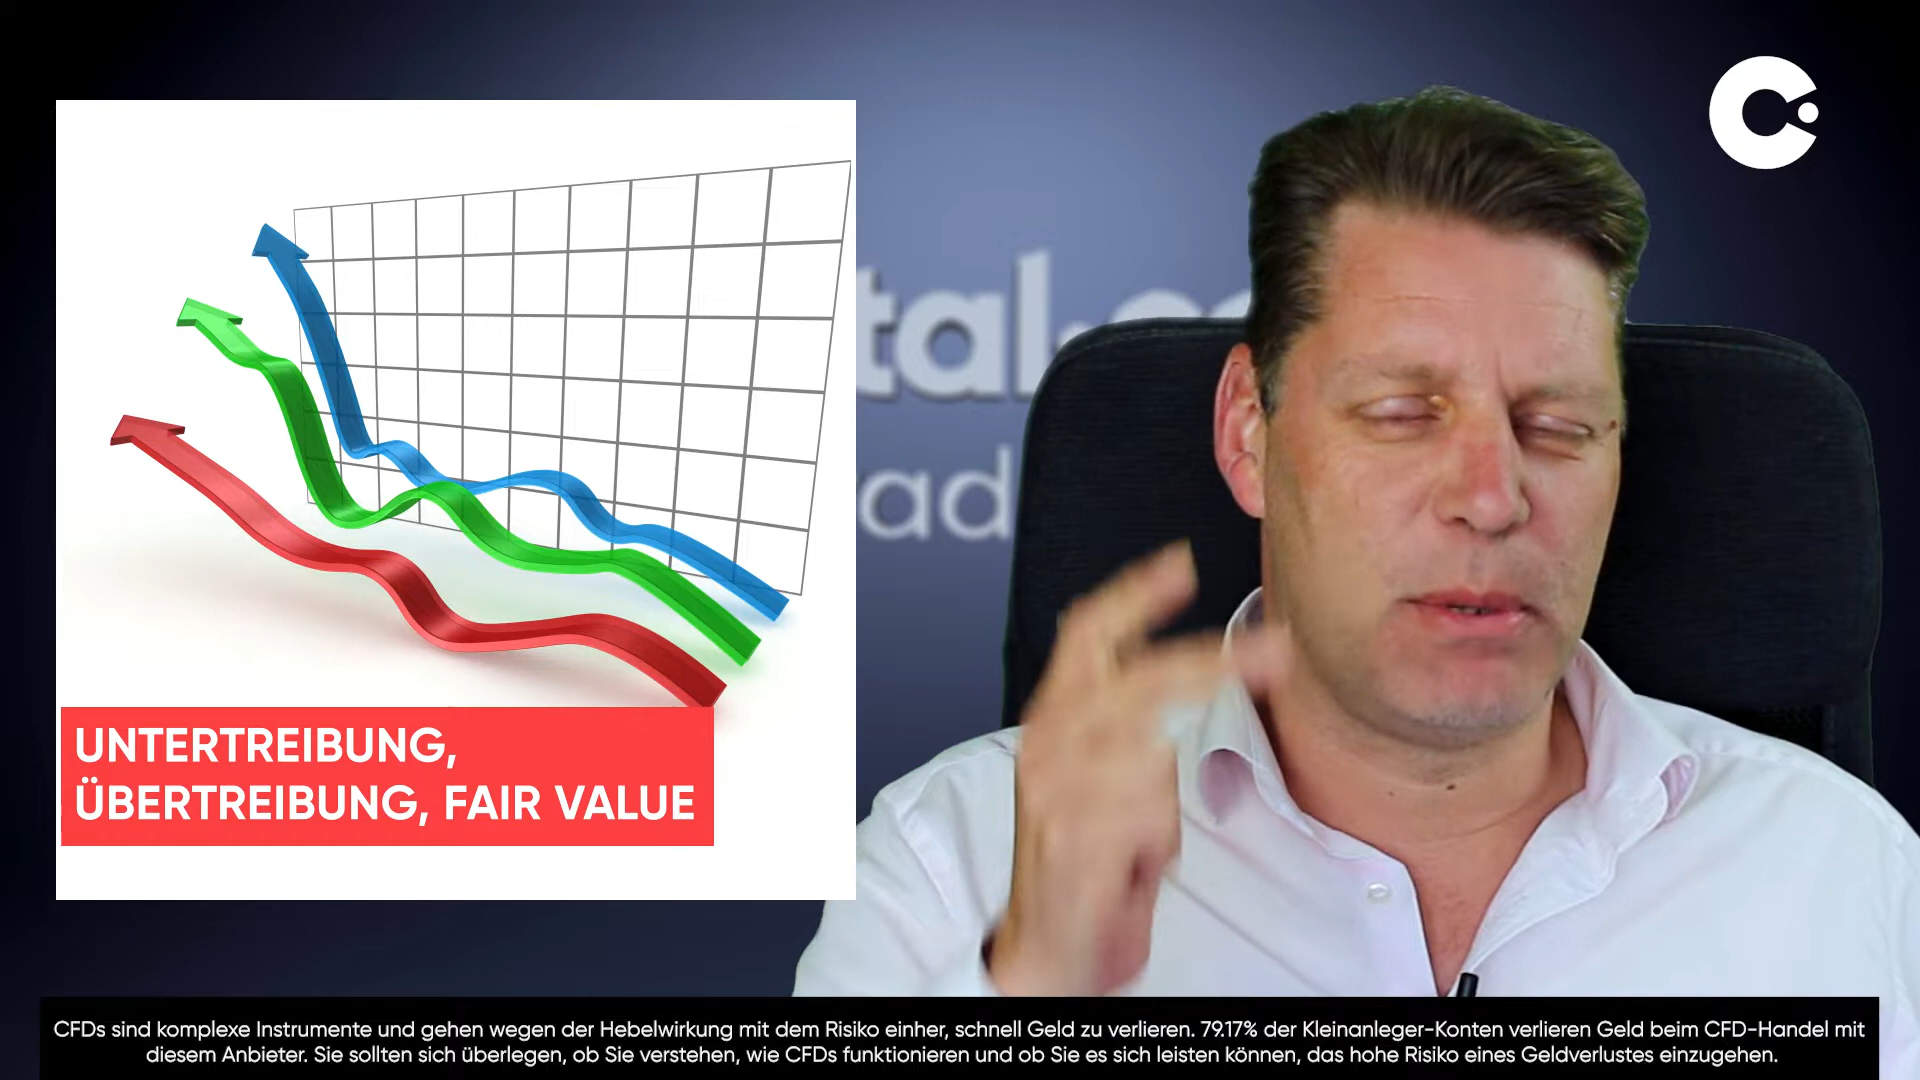 tal.c
ad
UNTERTREIBUNG,
ÜBERTREIBUNG, FAIR VALUE
CFDs sind komplexe Instrumente und gehen wegen der Hebelwirkung mit dem Risiko einher, schnell Geld zu verlieren. 79.17% der Kleinanleger-Konten verlieren Geld beim CFD-Handel mit
diesem Anbieter. Sie sollten sich überlegen, ob Sie verstehen, wie CFDs funktionieren und ob Sie es sich leisten können, das hohe Risiko eines Geldverlustes einzugehen.